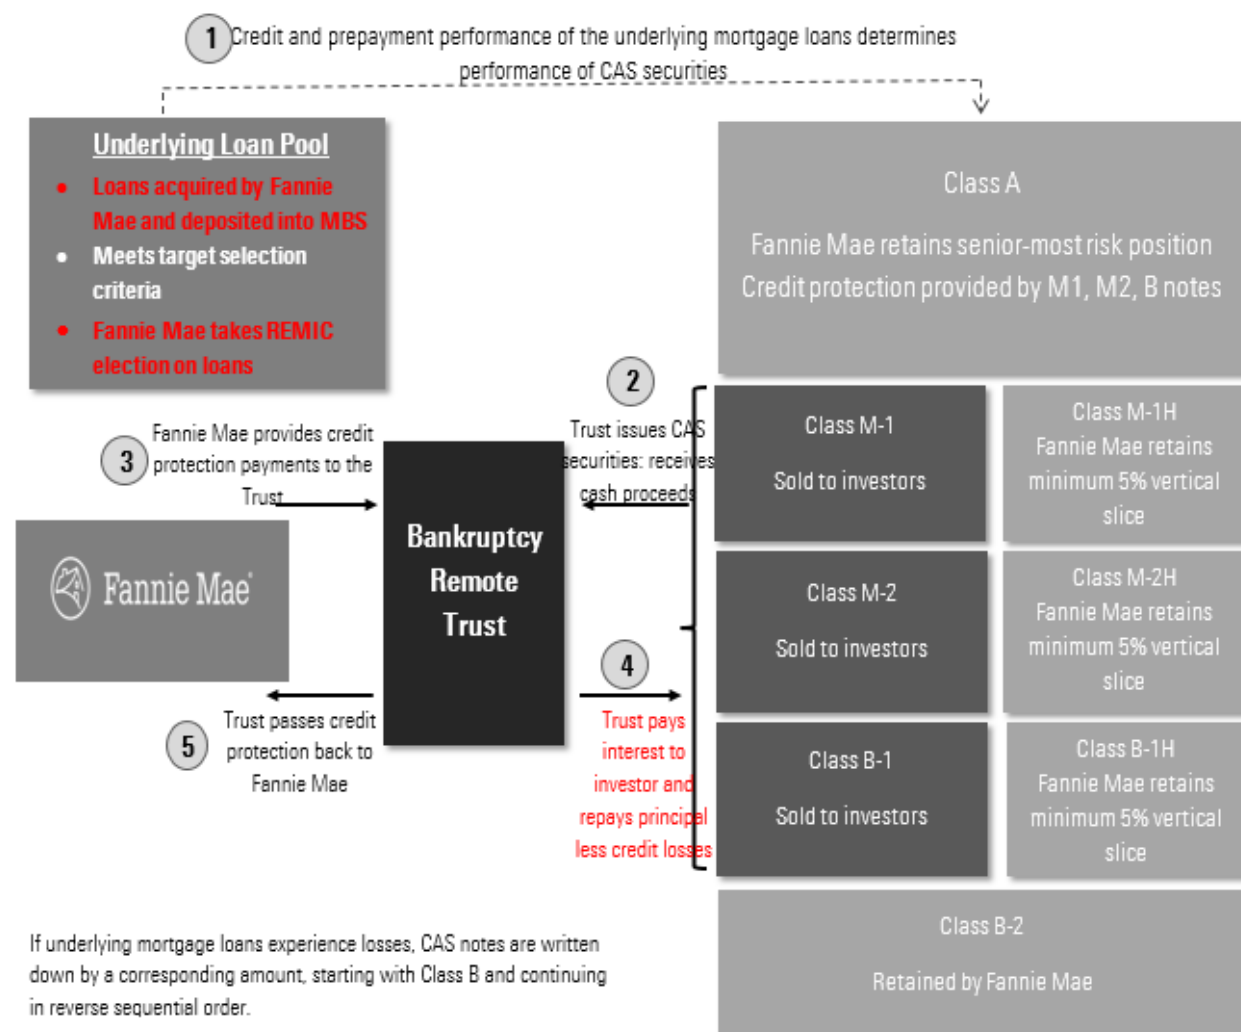 1
Credit and prepayment performance of the underlying mortgage loans determines
performance of CAS securities
Underlying Loan Pool
• Loans acquired by Fannie
Mae and deposited into MBS
• Meets target selection
criteria
• Fannie Mae takes REMIC
election on loans
Class A
Fannie Mae retains senior-most risk position
Credit protection provided by M1, M2, B notes
2
Trust issues CAS
securities: receives
cash proceeds
3
Fannie Mae provides credit
protection payments to the
Trust
Fannie Mae
Bankruptcy
Remote
Trust
4
Trust pays
interest to
investor and
repays principal
less credit losses
5
Trust passes credit
protection back to
Fannie Mae
Class M-1
Sold to investors
Class M-1H
Fannie Mae retains
minimum 5% vertical
slice
Class M-2
Sold to investors
Class M-2H
Fannie Mae retains
minimum 5% vertical
slice
Class B-1
Sold to investors
Class B-1H
Fannie Mae retains
minimum 5% vertical
slice
Class B-2
Retained by Fannie Mae
If underlying mortgage loans experience losses, CAS notes are written
down by a corresponding amount, starting with Class B and continuing
in reverse sequential order.